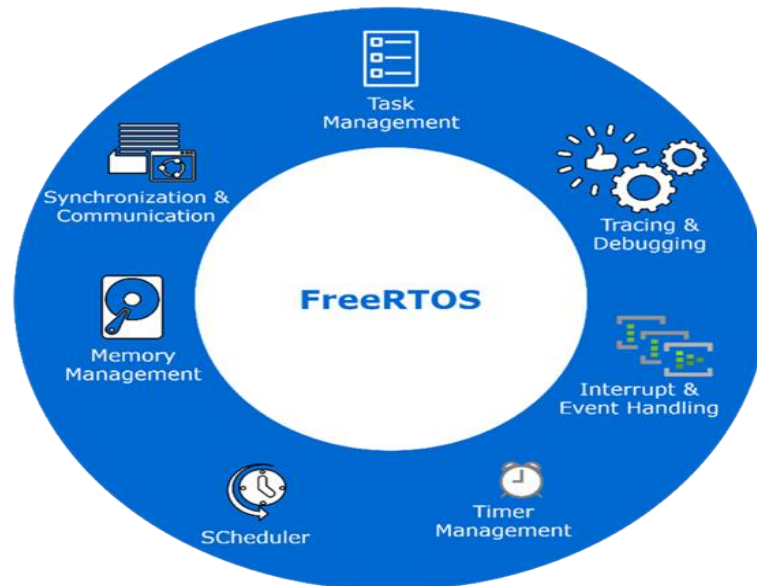 Task
Management
Tracing &
Debugging
Interrupt &
Event Handling
Timer
Management
SCheduler
Memory
Management
Synchronization &
Communication
FreeRTOS